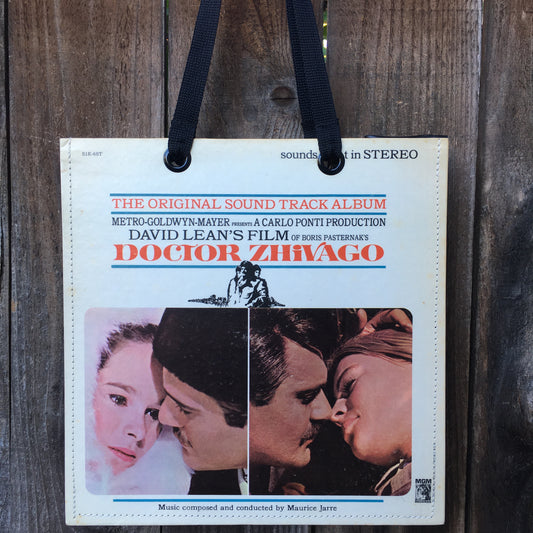 S1E-6ST
sounds in STEREO
THE ORIGINAL SOUND TRACK ALBUM
METRO-GOLDWYN-MAYER PRESENTS A CARLO PONTI PRODUCTION
DAVID LEAN'S FILM OF BORIS PASTERNAK'S
DOCTOR ZHiVAGO
MGM
Music composed and conducted by Maurice Jarre